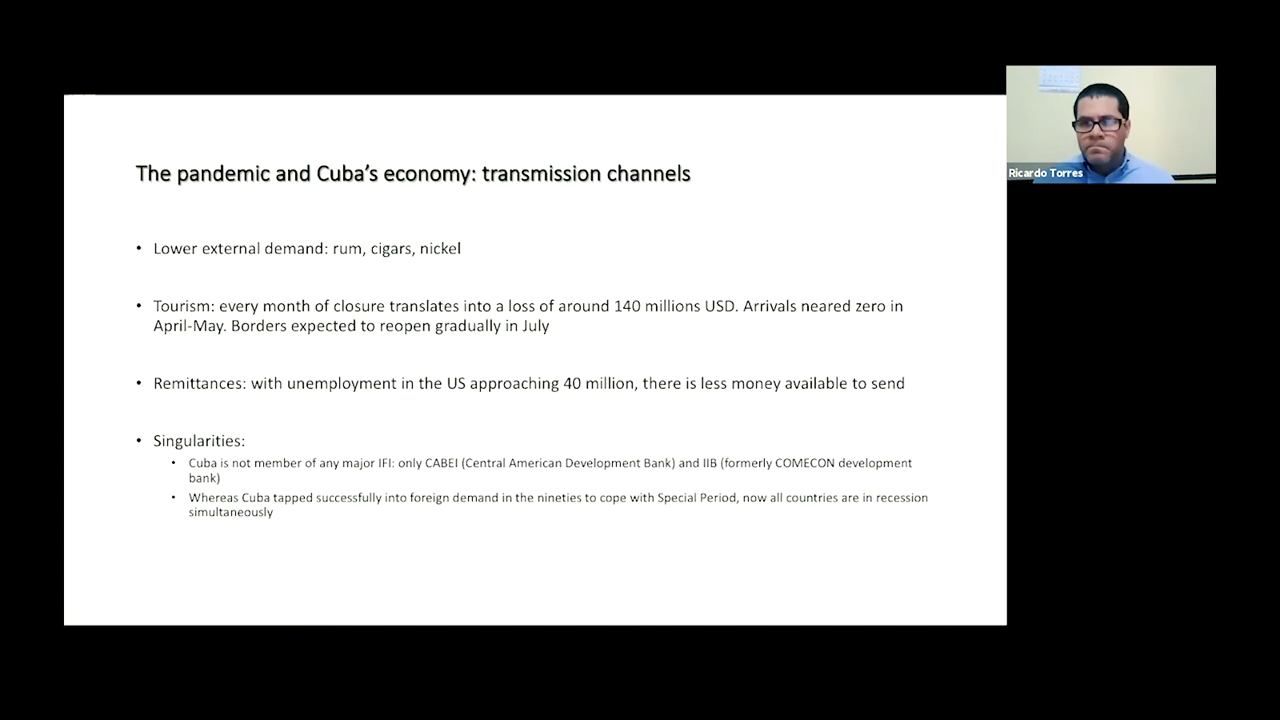 The pandemic and Cuba's economy: transmission channels
• Lower external demand: rum, cigars, nickel
• Tourism: every month of closure translates into a loss of around 140 millions USD. Arrivals neared zero in
April-May. Borders expected to reopen gradually in July
• Remittances: with unemployment in the US approaching 40 million, there is less money available to send
• Singularities:
• Cuba is not member of any major IFI: only CABEI (Central American Development Bank) and IIB (formerly COMECON development
bank)
• Whereas Cuba tapped successfully into foreign demand in the nineties to cope with Special Period, now all countries are in recession
simultaneously
Ricardo Torres